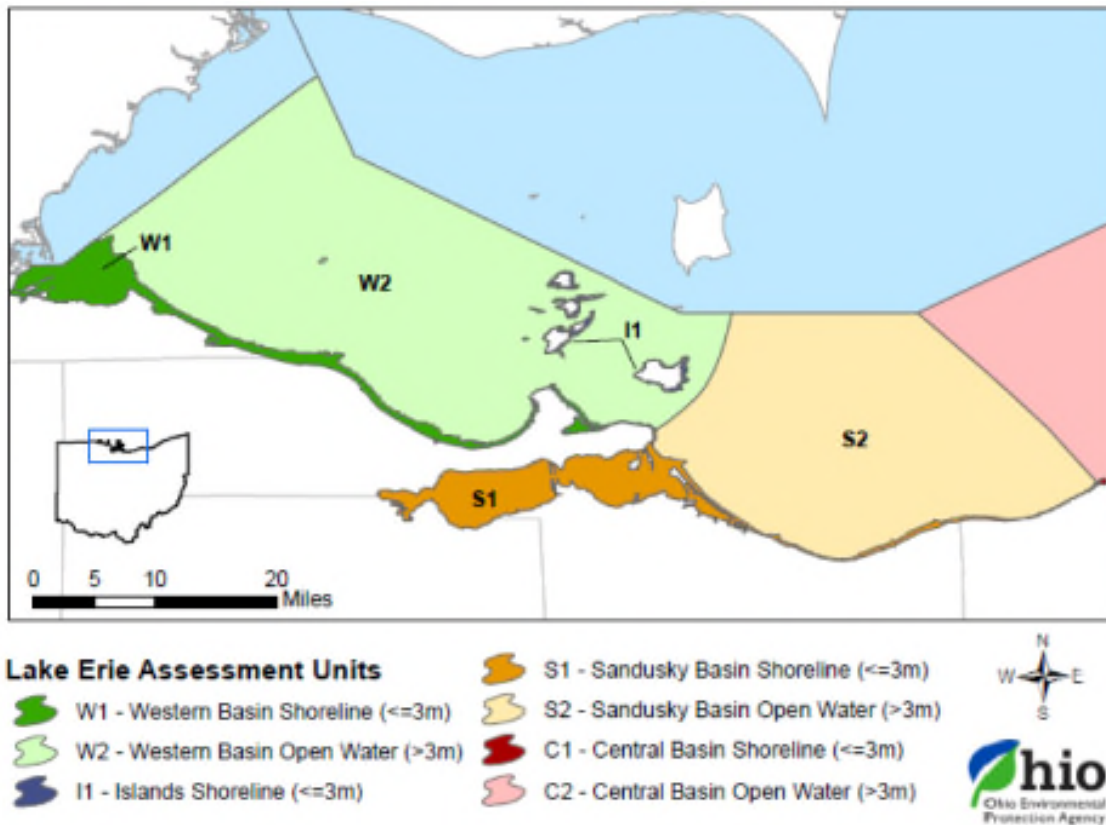 W1
W2
I1
S2
S1
0 5 10 20
Miles
Lake Erie Assessment Units
W1 - Western Basin Shoreline (<=3m)
W2 - Western Basin Open Water (>3m)
I1 - Islands Shoreline (<=3m)
S1 - Sandusky Basin Shoreline (<=3m)
S2 - Sandusky Basin Open Water (>3m)
C1 - Central Basin Shoreline (<=3m)
C2 - Central Basin Open Water (>3m)
N
W E
S
Ohio
Ohio Environmental
Protection Agency